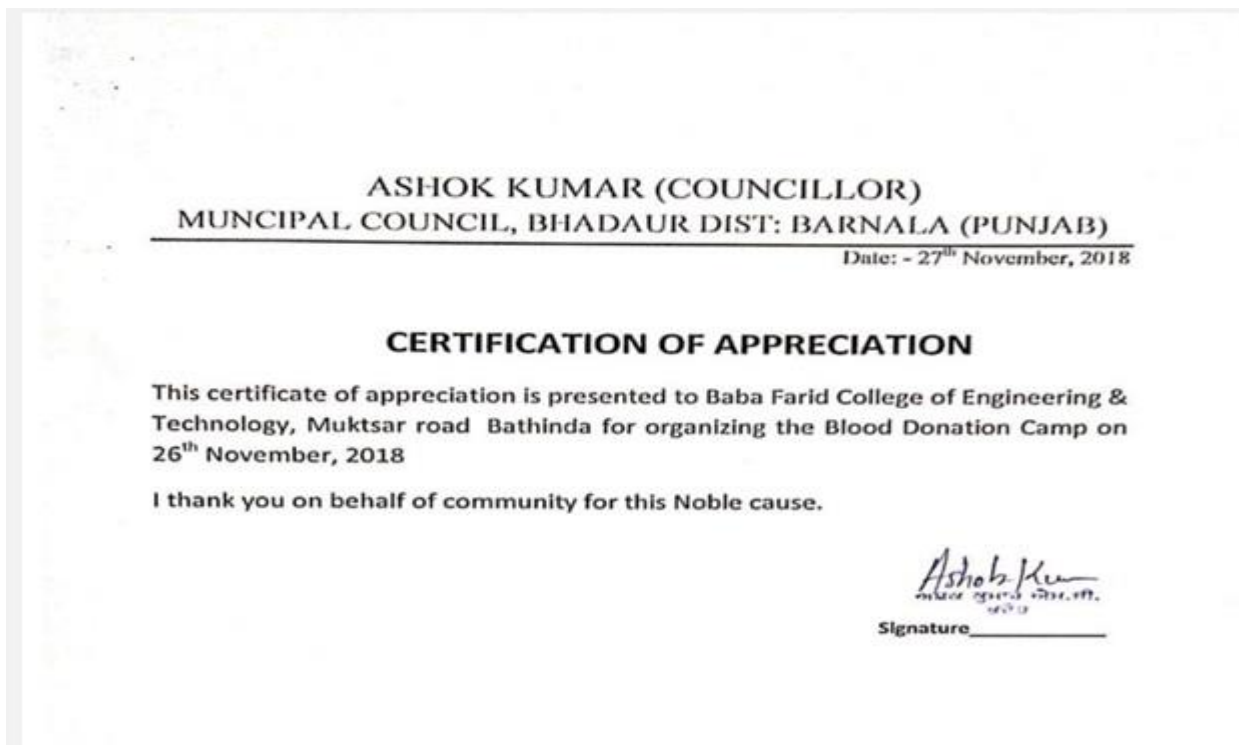 ASHOK KUMAR (COUNCILLOR)
MUNCIPAL COUNCIL, BHADAUR DIST: BARNALA (PUNJAB)
Date: - 27th November, 2018
CERTIFICATION OF APPRECIATION
This certificate of appreciation is presented to Baba Farid College of Engineering &
Technology, Muktsar road Bathinda for organizing the Blood Donation Camp on
26th November, 2018
I thank you on behalf of community for this Noble cause.
Ashok Kum
Signature